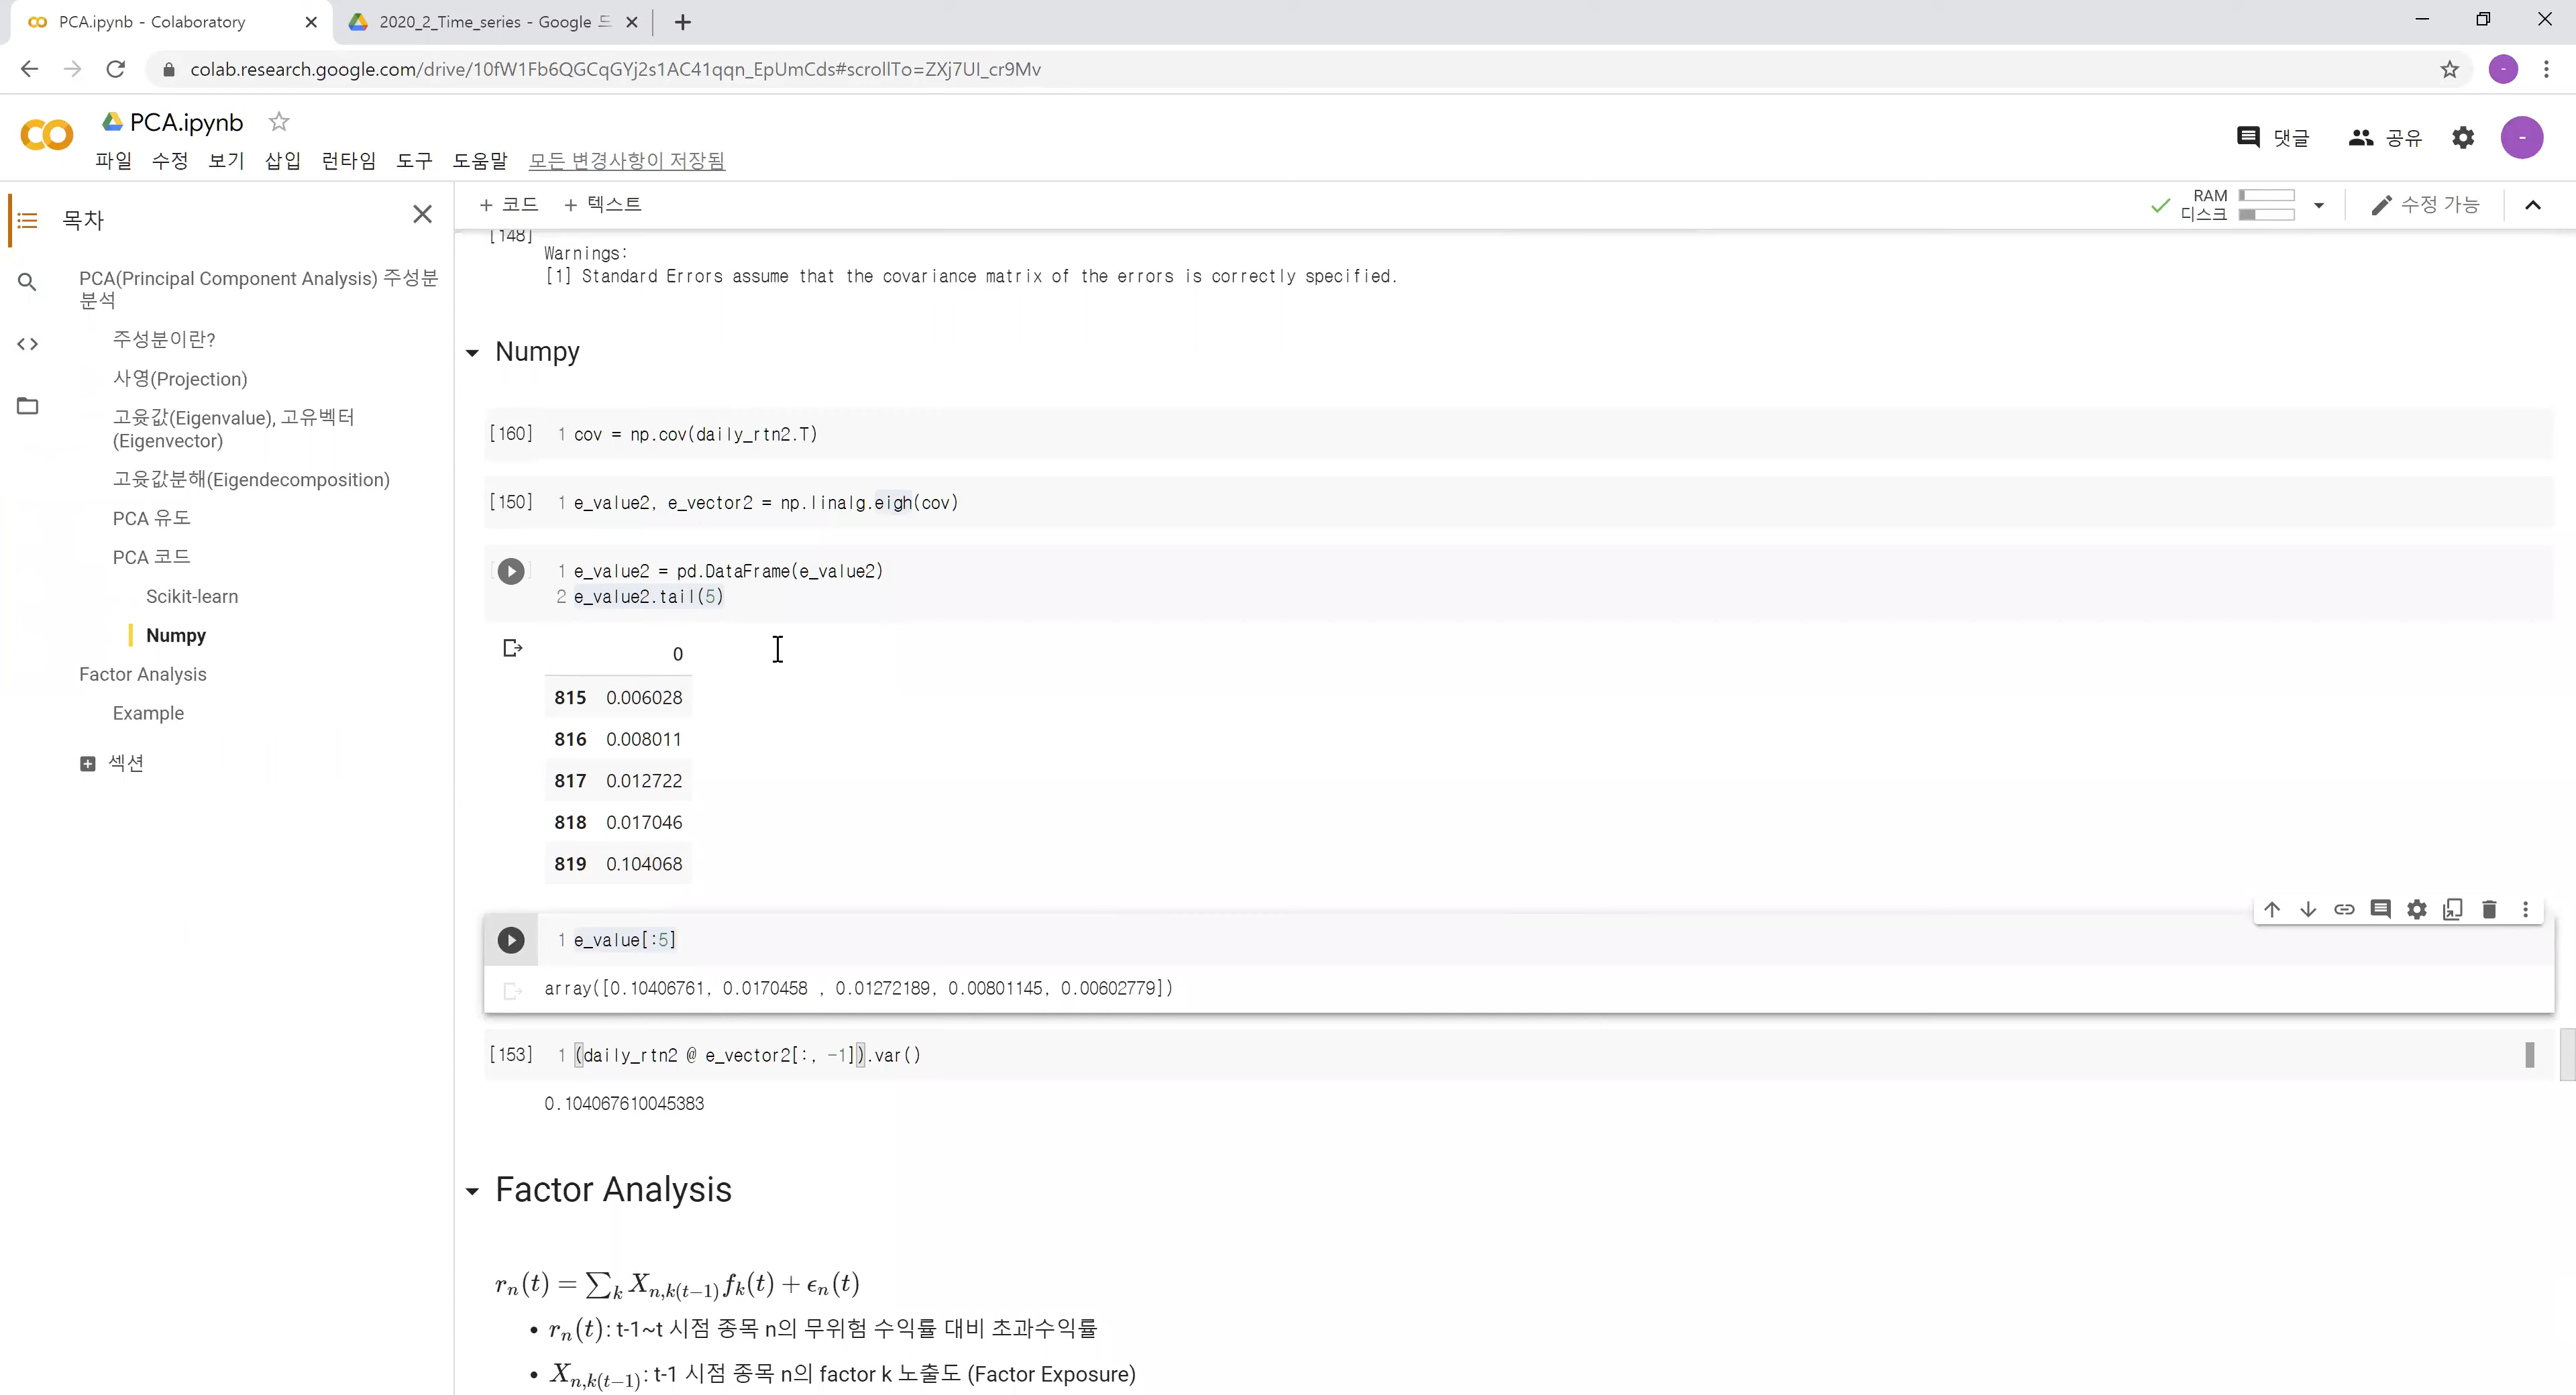 PCA.ipynb - Colaboratory
2020_2_Time_series - Google 드
colab.research.google.com/drive/10fW1Fb6QGCqGYj2s1AC41qqn_EpUmCds#scrollTo=ZXj7UI_cr9Mv
PCA.ipynb
파일 수정 보기 삽입 런타임 도구 도움말 모든 변경사항이 저장됨
댓글 공유
목차
+ 코드 + 텍스트
RAM
디스크
수정 가능
PCA(Principal Component Analysis) 주성분
분석
주성분이란?
사영(Projection)
고윳값(Eigenvalue), 고유벡터
(Eigenvector)
고윳값분해(Eigendecomposition)
PCA 유도
PCA 코드
Scikit-learn
Numpy
Factor Analysis
Example
섹션
[148]
Warnings:
[1] Standard Errors assume that the covariance matrix of the errors is correctly specified.
Numpy
[160] 1 cov = np.cov(daily_rtn2.T)
[150] 1 e_value2, e_vector2 = np.linalg.eigh(cov)
1 e_value2 = pd.DataFrame(e_value2)
2 e_value2.tail(5)
0
815 0.006028
816 0.008011
817 0.012722
818 0.017046
819 0.104068
1 e_value[:5]
array([0.10406761, 0.0170458 , 0.01272189, 0.00801145, 0.00602779])
[153] 1 (daily_rtn2 @ e_vector2[:, -1]).var()
0.104067610045383
Factor Analysis
r_n(t) = ∑_k X_{n,k(t−1)} f_k(t) + ϵ_n(t)
• r_n(t): t-1~t 시점 종목 n의 무위험 수익률 대비 초과수익률
• X_{n,k(t−1)}: t-1 시점 종목 n의 factor k 노출도 (Factor Exposure)